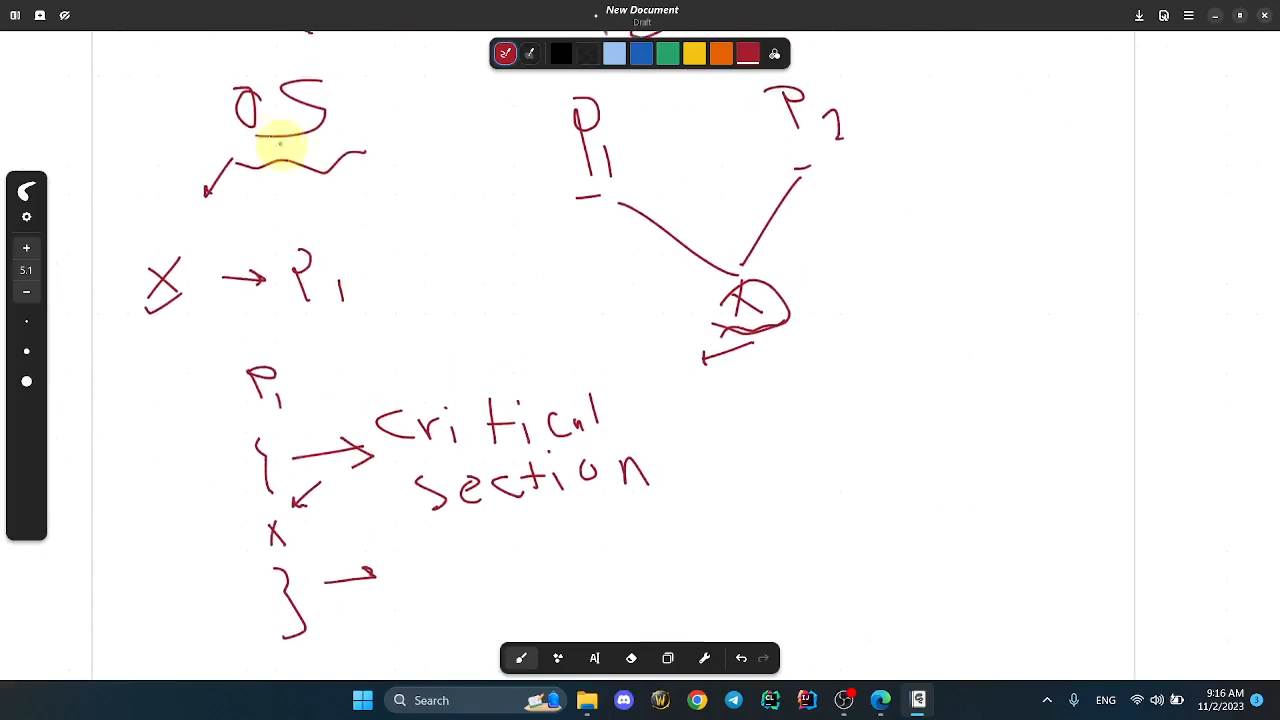 New Document
Draft
OS
P1
P2
X
X → P1
P1
{ → Critical
section
X
} →
5.1
Search
ENG
9:16 AM
11/2/2023
3